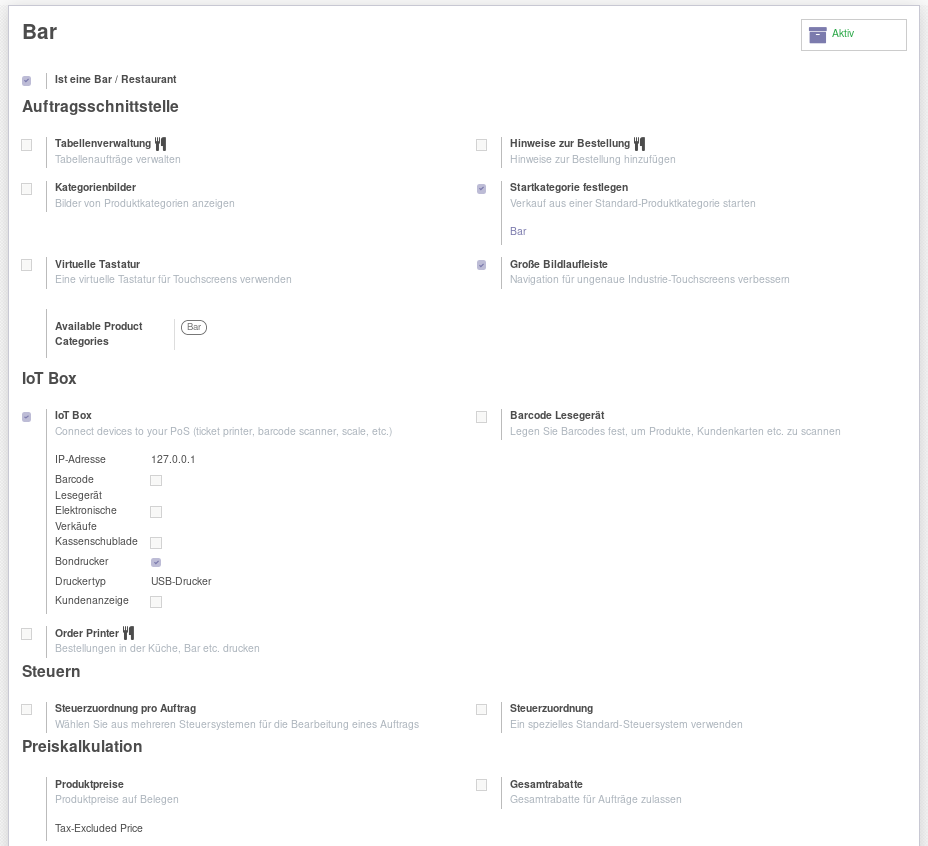 Bar
Aktiv
Ist eine Bar / Restaurant
Auftragsschnittstelle
Tabellenverwaltung
Tabellenaufträge verwalten
Hinweise zur Bestellung
Hinweise zur Bestellung hinzufügen
Kategorienbilder
Bilder von Produktkategorien anzeigen
Startkategorie festlegen
Verkauf aus einer Standard-Produktkategorie starten
Bar
Virtuelle Tastatur
Eine virtuelle Tastatur für Touchscreens verwenden
Große Bildlaufleiste
Navigation für ungenaue Industrie-Touchscreens verbessern
Available Product
Categories
Bar
IoT Box
IoT Box
Connect devices to your PoS (ticket printer, barcode scanner, scale, etc.)
Barcode Lesegerät
Legen Sie Barcodes fest, um Produkte, Kundenkarten etc. zu scannen
IP-Adresse 127.0.0.1
Barcode
Lesegerät
Elektronische
Verkäufe
Kassenschublade
Bondrucker
Druckertyp USB-Drucker
Kundenanzeige
Order Printer
Bestellungen in der Küche, Bar etc. drucken
Steuern
Steuerzuordnung pro Auftrag
Wählen Sie aus mehreren Steuersystemen für die Bearbeitung eines Auftrags
Steuerzuordnung
Ein spezielles Standard-Steuersystem verwenden
Preiskalkulation
Produktpreise
Produktpreise auf Belegen
Gesamtrabatte
Gesamtrabatte für Aufträge zulassen
Tax-Excluded Price